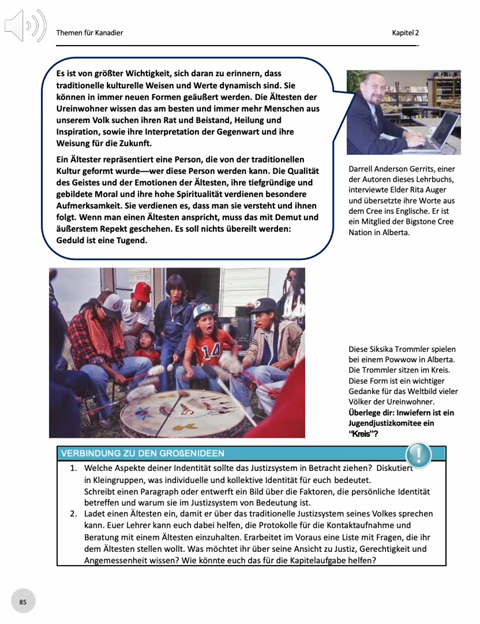 Themen für Kanadier
Kapitel 2
Es ist von größter Wichtigkeit, sich daran zu erinnern, dass
traditionelle kulturelle Weisen und Werte dynamisch sind. Sie
können in immer neuen Formen geäußert werden. Die Ältesten der
Ureinwohner wissen das am besten und immer mehr Menschen aus
unserem Volk suchen ihren Rat und Beistand, Heilung und
Inspiration, sowie ihre Interpretation der Gegenwart und ihre
Weisung für die Zukunft.
Ein Ältester repräsentiert eine Person, die von der traditionellen
Kultur geformt wurde—wer diese Person werden kann. Die Qualität
des Geistes und der Emotionen der Ältesten, ihre tiefgründige und
gebildete Moral und ihre hohe Spiritualität verdienen besondere
Aufmerksamkeit. Sie verdienen es, dass man sie versteht und ihnen
folgt. Wenn man einen Ältesten anspricht, muss das mit Demut und
äußerstem Repekt geschehen. Es soll nichts übereilt werden:
Geduld ist eine Tugend.
Darrell Anderson Gerrits, einer
der Autoren dieses Lehrbuchs,
interviewte Elder Rita Auger
und übersetzte ihre Worte aus
dem Cree ins Englische. Er ist
ein Mitglied der Bigstone Cree
Nation in Alberta.
14
Diese Siksika Trommler spielen
bei einem Powwow in Alberta.
Die Trommler sitzen im Kreis.
Diese Form ist ein wichtiger
Gedanke für das Weltbild vieler
Völker der Ureinwohner.
Überlege dir: Inwiefern ist ein
Jugendjustizkomitee ein
“Kreis”?
VERBINDUNG ZU DEN GROßENIDEEN
!
1. Welche Aspekte deiner Indentität sollte das Justizsystem in Betracht ziehen? Diskutiert
in Kleingruppen, was individuelle und kollektive Identität für euch bedeutet.
Schreibt einen Paragraph oder entwerft ein Bild über die Faktoren, die persönliche Identität
betreffen und warum sie im Justizsystem von Bedeutung ist.
2. Ladet einen Ältesten ein, damit er über das traditionelle Justizsystem seines Volkes sprechen
kann. Euer Lehrer kann euch dabei helfen, die Protokolle für die Kontaktaufnahme und
Beratung mit einem Ältesten einzuhalten. Erarbeitet im Voraus eine Liste mit Fragen, die ihr
dem Ältesten stellen wollt. Was möchtet ihr über seine Ansicht zu Justiz, Gerechtigkeit und
Angemessenheit wissen? Wie könnte euch das für die Kapitelaufgabe helfen?
85